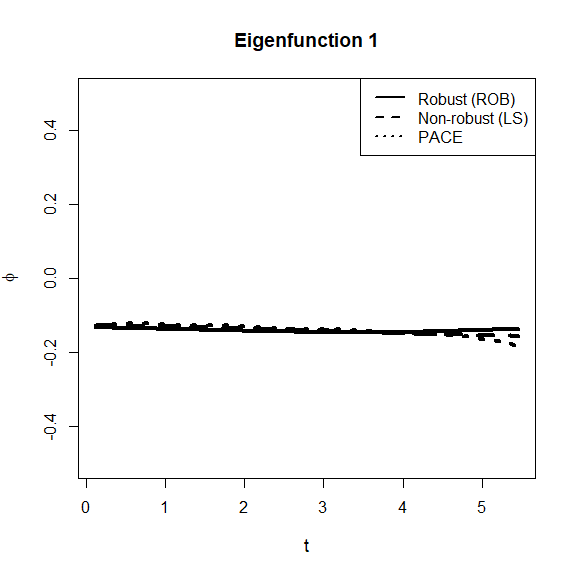 Eigenfunction 1
Robust (ROB)
Non-robust (LS)
PACE
0.4
0.2
0.0
-0.2
-0.4
ϕ
0 1 2 3 4 5
t